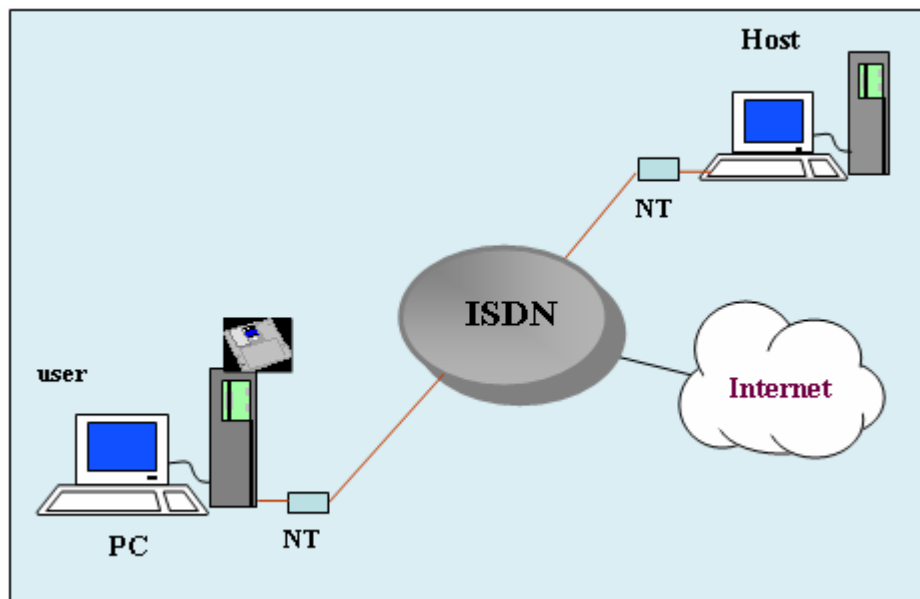 Host
NT
ISDN
user
Internet
NT
PC